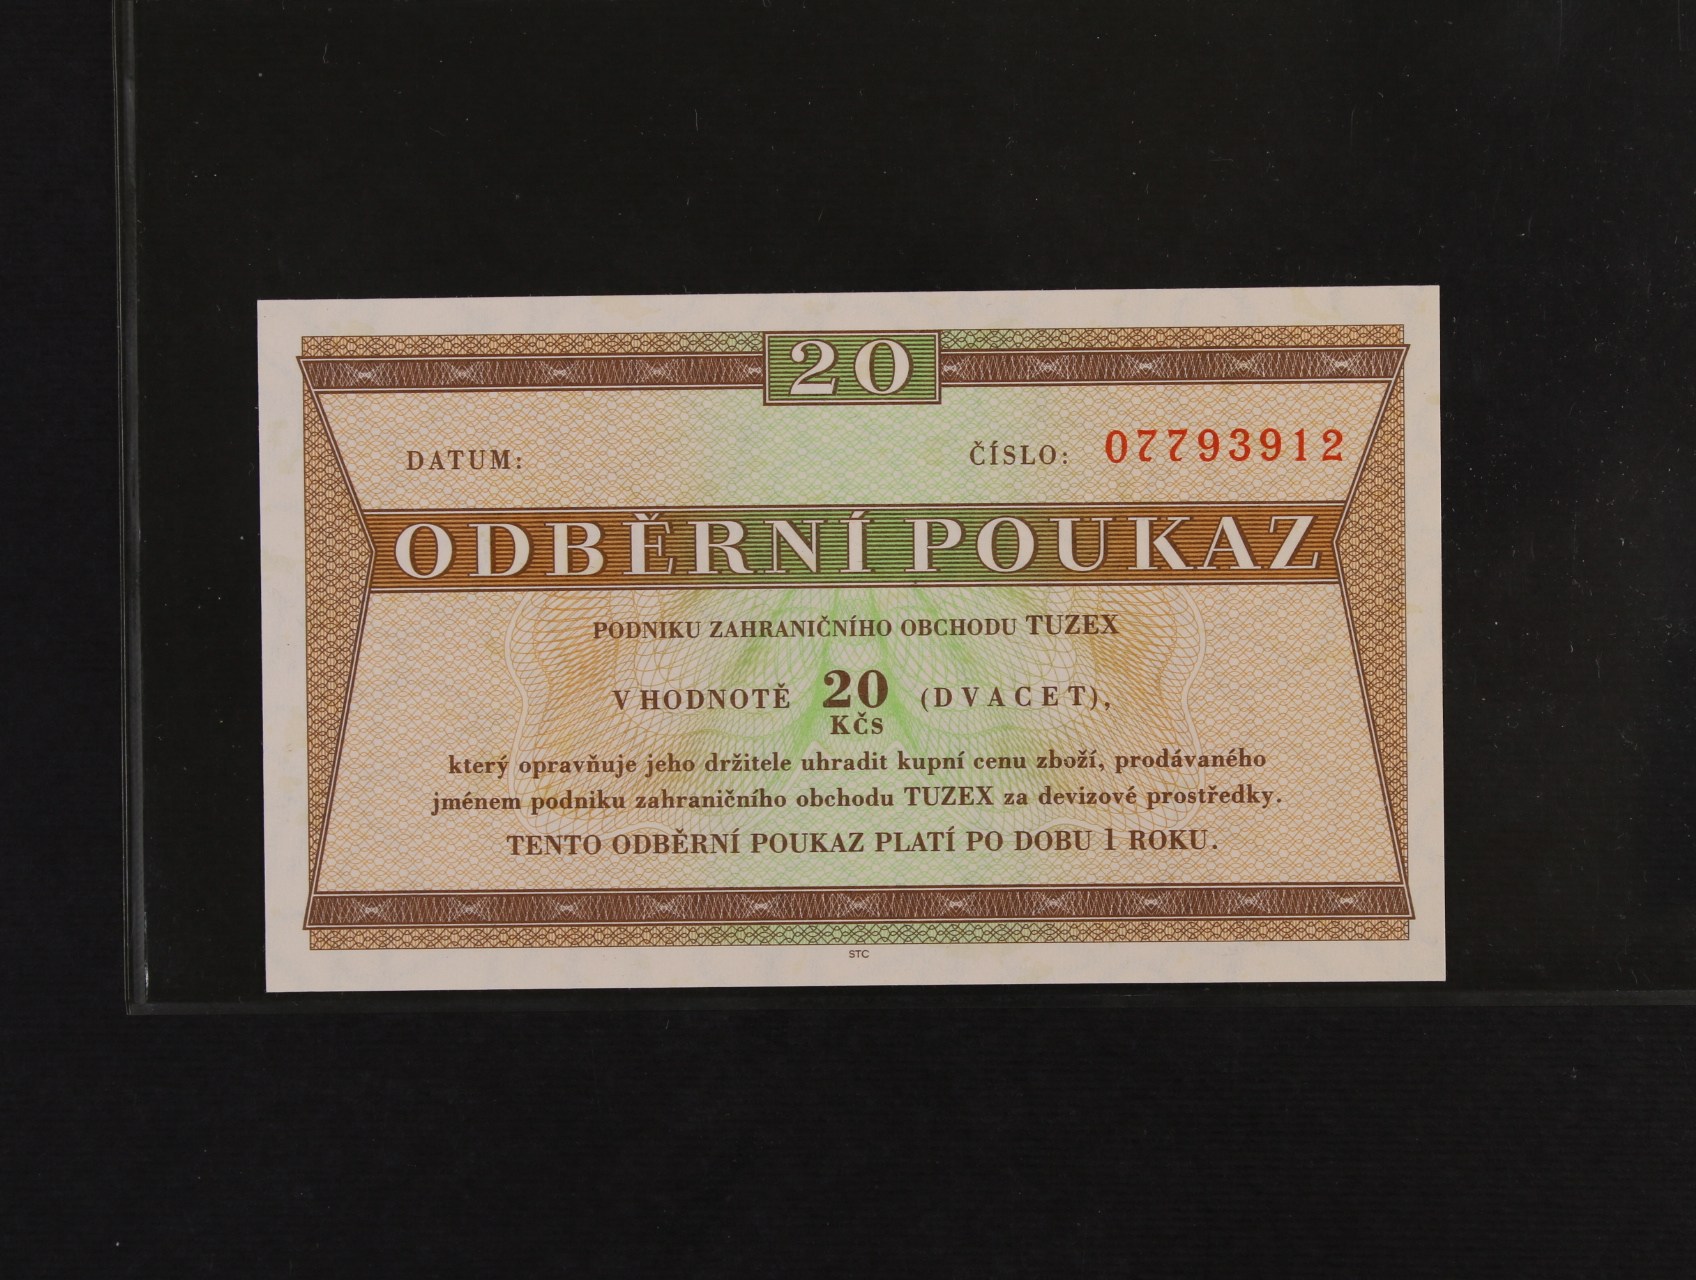 20
DATUM:
ČÍSLO: 07793912
ODBĚRNÍ POUKAZ
PODNIKU ZAHRANIČNÍHO OBCHODU TUZEX
V HODNOTĚ 20 (DVACET),
KČS
který opravňuje jeho držitele uhradit kupní cenu zboží, prodávaného
jménem podniku zahraničního obchodu TUZEX za devizové prostředky.
TENTO ODBĚRNÍ POUKAZ PLATÍ PO DOBU 1 ROKU.
STC